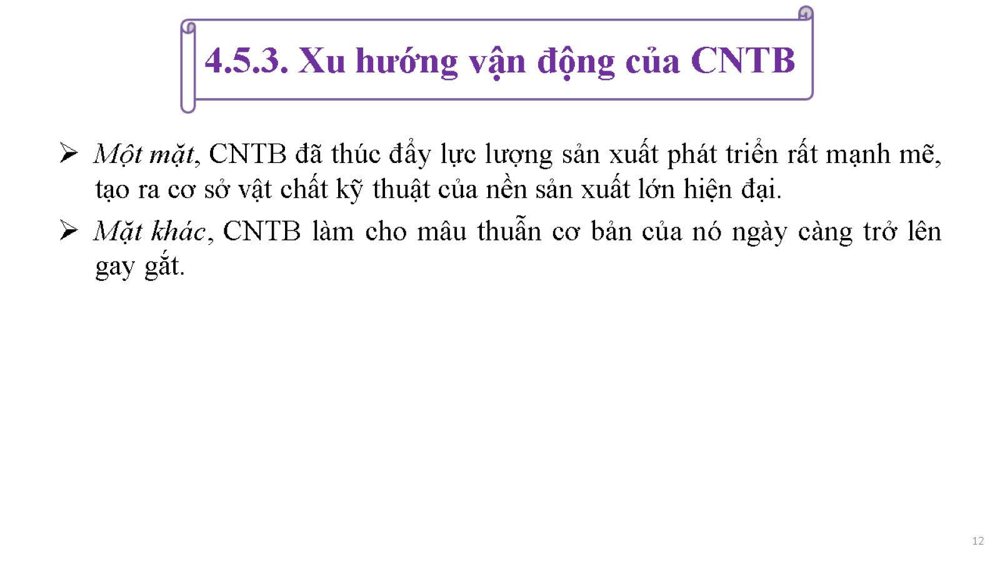 4.5.3. Xu hướng vận động của CNTB
➢ Một mặt, CNTB đã thúc đẩy lực lượng sản xuất phát triển rất mạnh mẽ,
tạo ra cơ sở vật chất kỹ thuật của nền sản xuất lớn hiện đại.
➢ Mặt khác, CNTB làm cho mâu thuẫn cơ bản của nó ngày càng trở lên
gay gắt.
12